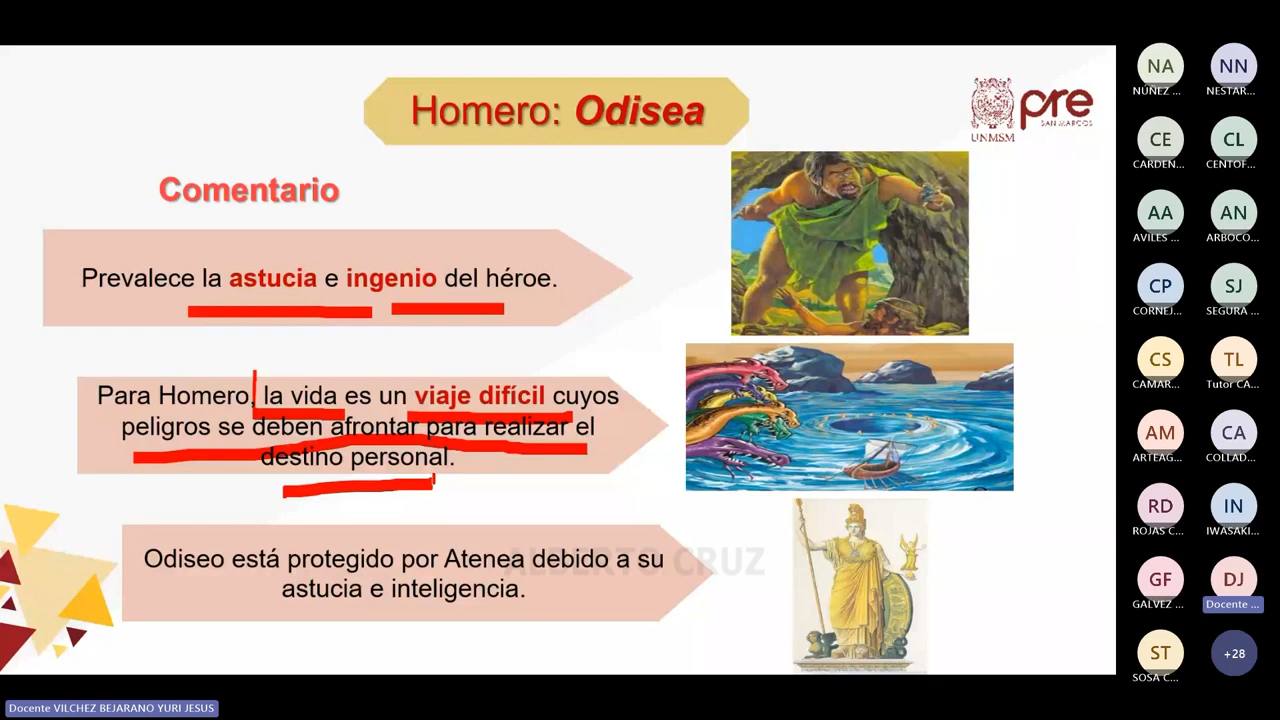 Homero: Odisea
UNMSM
pre
SAN MARCOS
Comentario
Prevalece la astucia e ingenio del héroe.
Para Homero, la vida es un viaje difícil cuyos
peligros se deben afrontar para realizar el
destino personal.
Odiseo está protegido por Atenea debido a su
astucia e inteligencia.
ALBERTO CRUZ
NA
NUÑEZ ...
NN
NESTAR...
CE
CARDEN...
CL
CENTOF...
AA
AVILES ...
AN
ARBOCO...
CP
CORNEJ...
SJ
SEGURA ...
CS
CAMAR...
TL
Tutor CA...
AM
ARTEAG...
CA
COLLAD...
RD
ROJAS C...
IN
IWASAKI...
GF
GALVEZ ...
DJ
Docente ...
ST
SOSA C...
+28
Docente VILCHEZ BEJARANO YURI JESUS